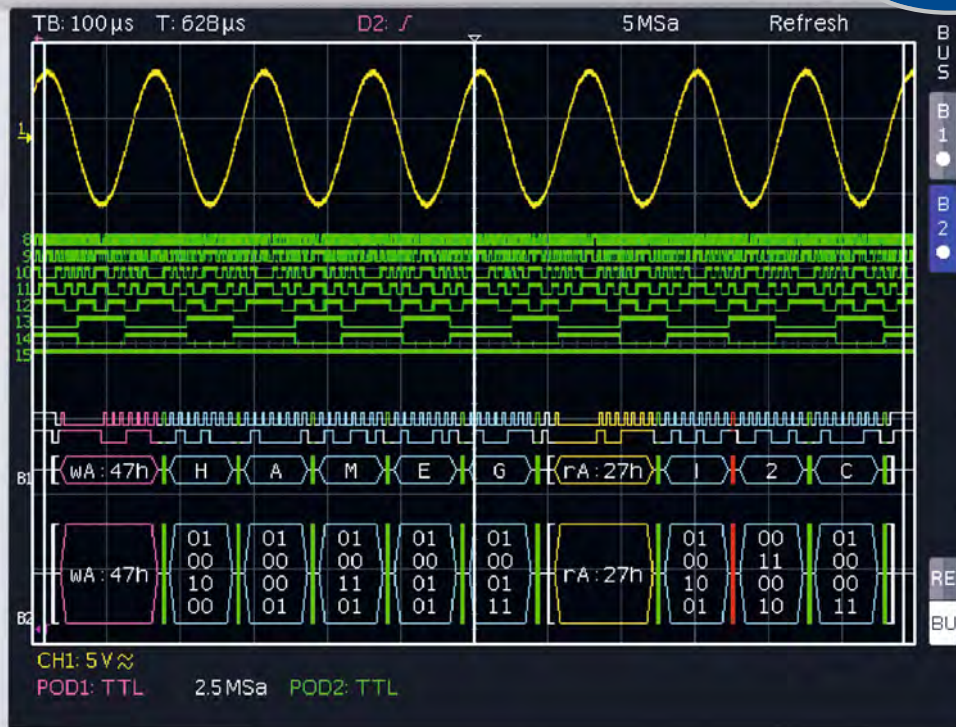 TB: 100µs T: 628µs D2: 5MSa Refresh
BUS
B1
B2
1
8
9
10
11
12
13
14
15
B1 wA:47h H A M E G rA:27h I 2 C
B2 wA:47h 01 00 10 00 01 00 00 01 01 00 11 01 01 00 01 01 01 00 01 11 rA:27h 01 00 10 01 00 11 00 10 01 00 00 11
RE
BU
CH1: 5V≈
POD1: TTL 2.5MSa POD2: TTL